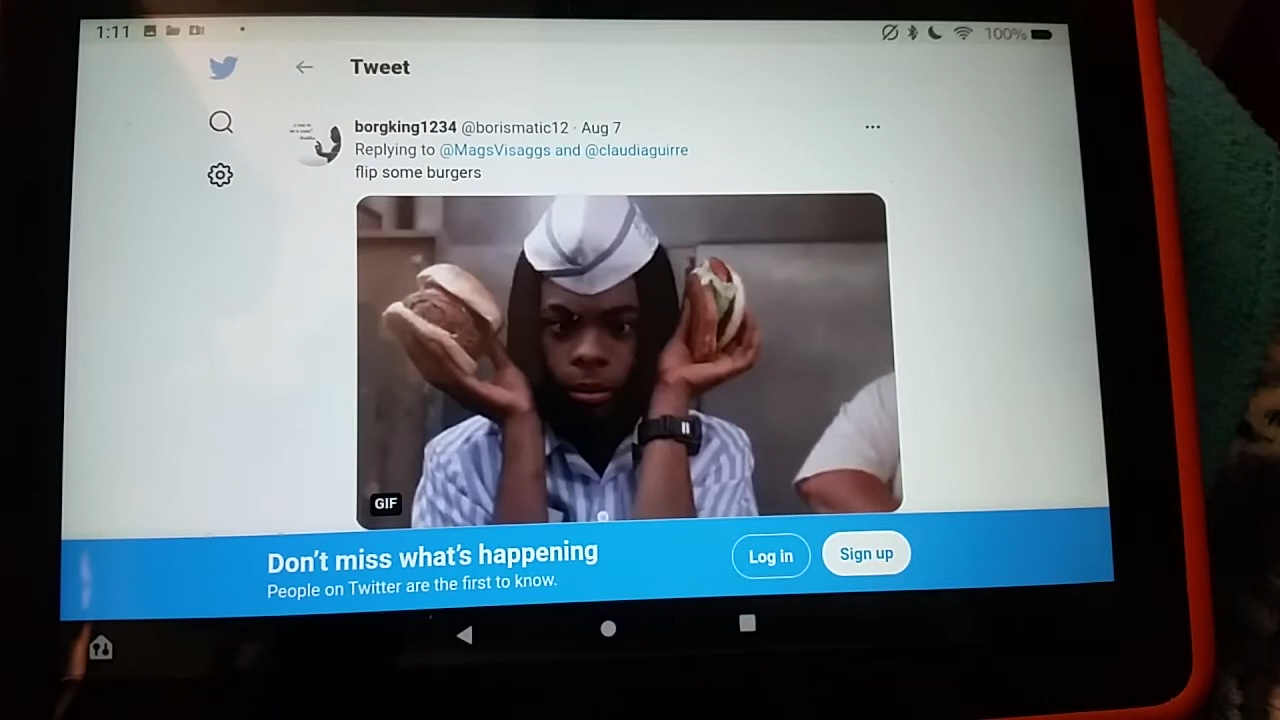 1:11
100%
Tweet
borgking1234 @borismatic12 · Aug 7
Replying to @MagsVisaggs and @claudiaguirre
flip some burgers
GIF
Don't miss what's happening
People on Twitter are the first to know.
Log in
Sign up